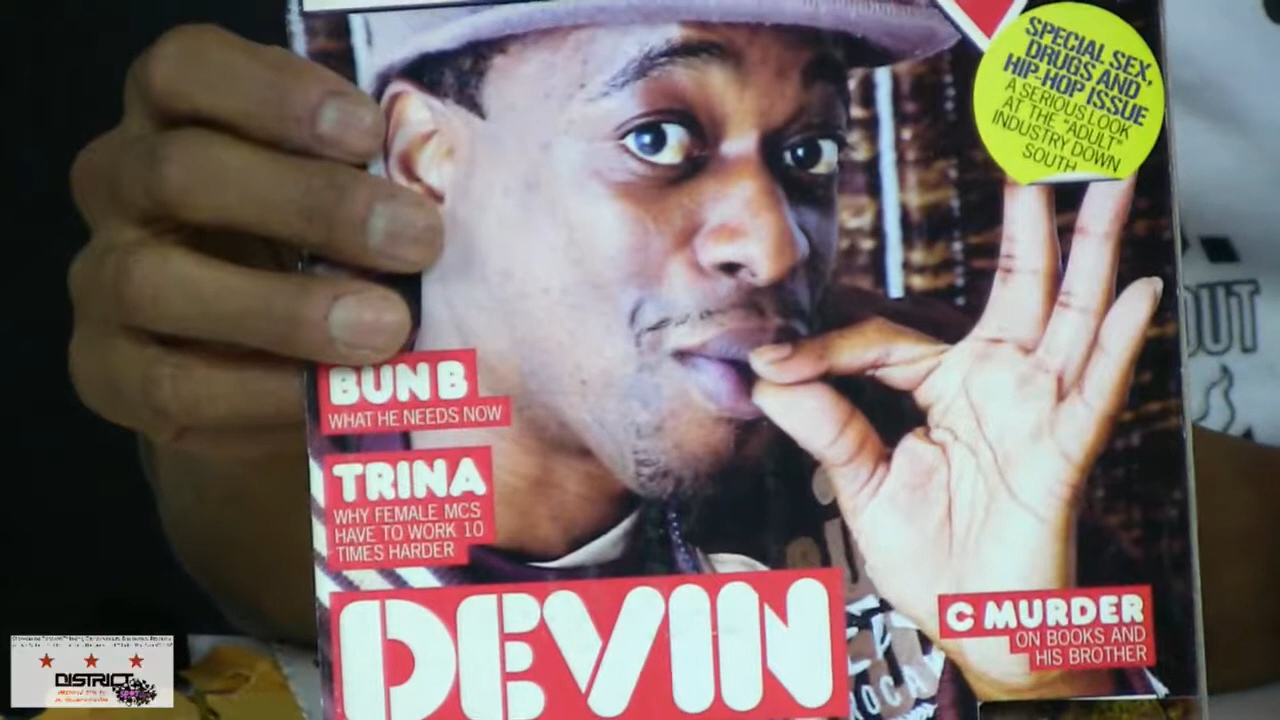 SPECIAL SEX,
DRUGS AND
HIP-HOP ISSUE
A SERIOUS LOOK
AT THE "ADULT"
INDUSTRY DOWN
SOUTH
OUT
BUN B
WHAT HE NEEDS NOW
TRINA
WHY FEMALE MCS
HAVE TO WORK 10
TIMES HARDER
DEVIN
C MURDER
ON BOOKS AND
HIS BROTHER
DISTRICT